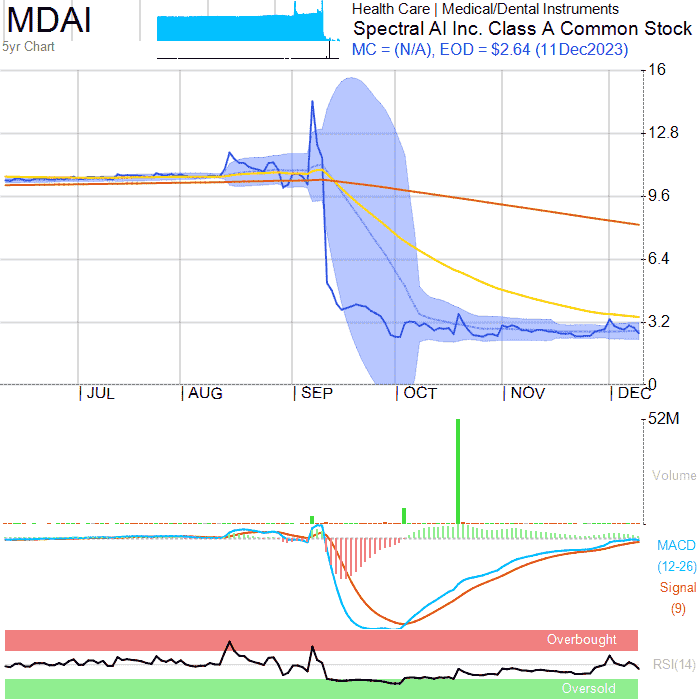 MDAI
5yr Chart
Health Care | Medical/Dental Instruments
Spectral AI Inc. Class A Common Stock
MC = (N/A), EOD = $2.64 (11Dec2023)
16
12.8
9.6
6.4
3.2
0
JUL
AUG
SEP
OCT
NOV
DEC
52M
Volume
MACD
(12-26)
Signal
(9)
Overbought
RSI(14)
Oversold